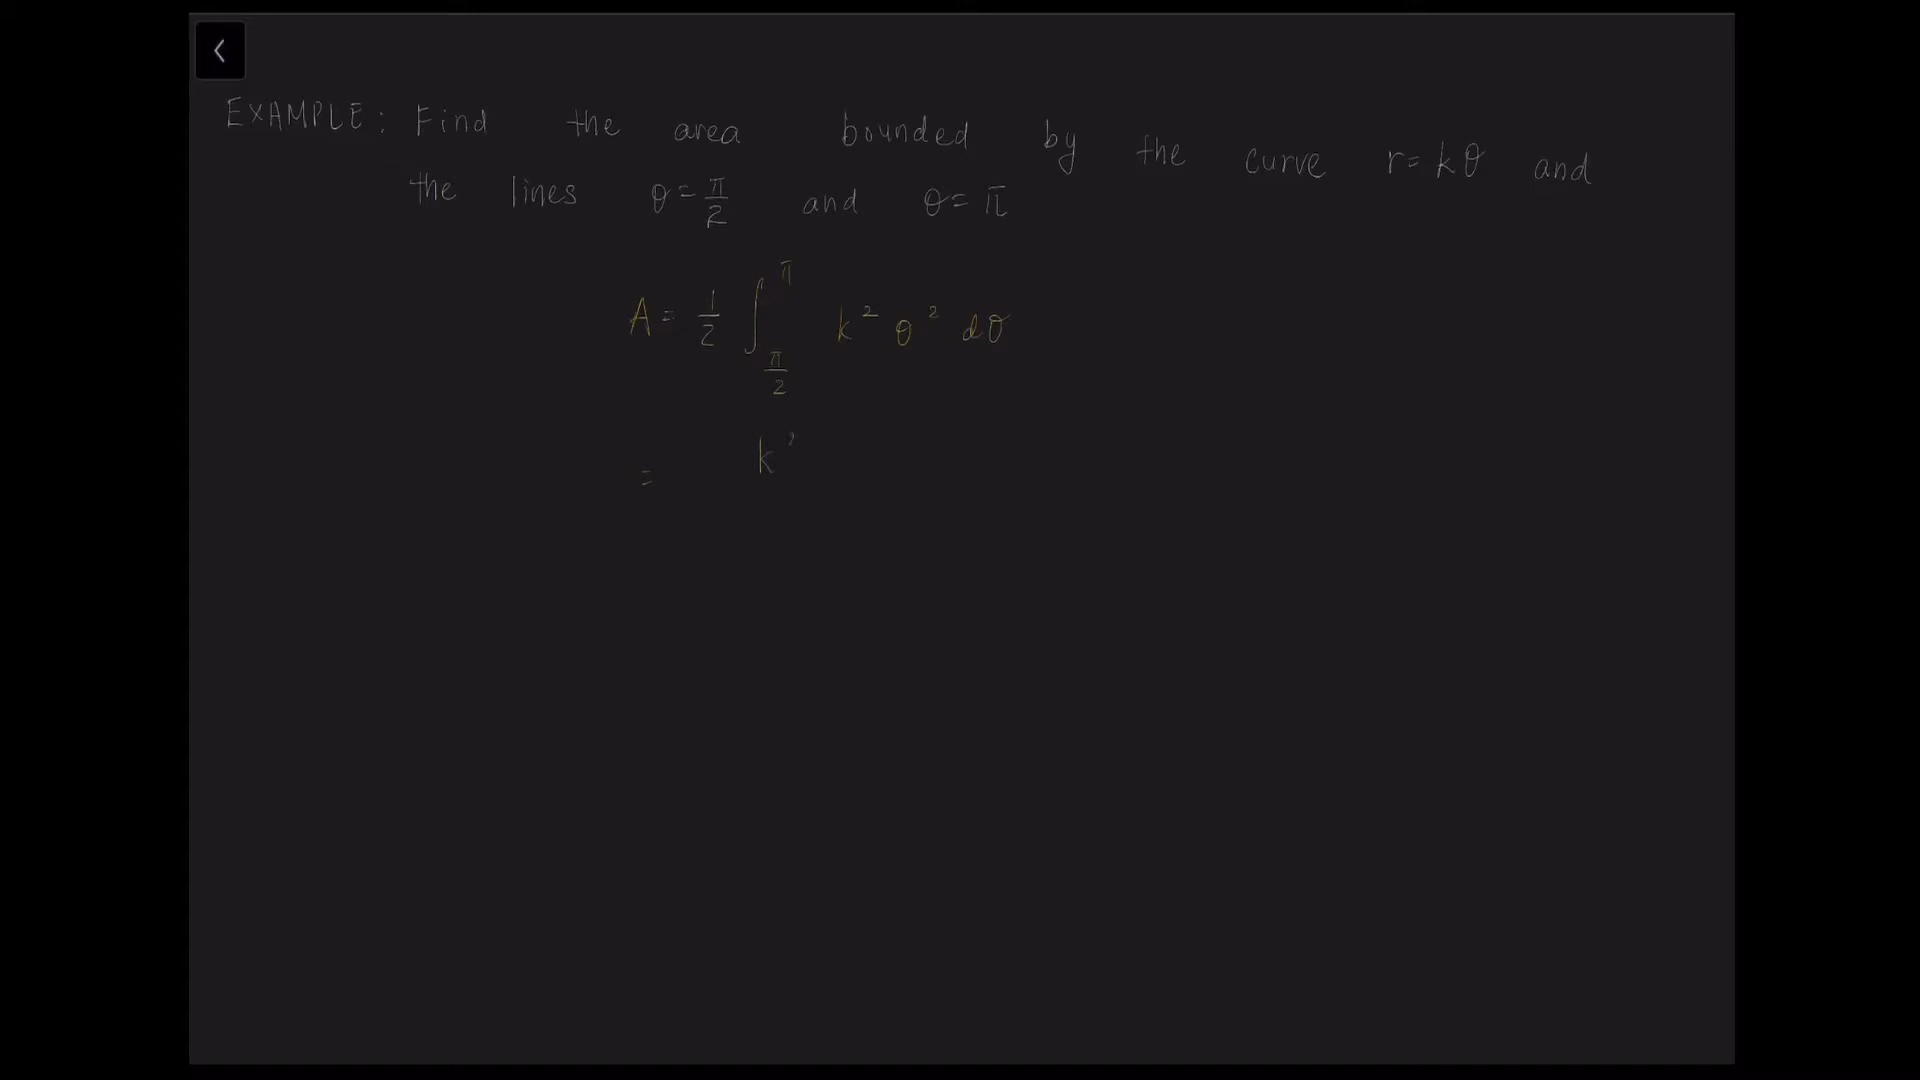 EXAMPLE: Find the area bounded by the curve r = kθ and
the lines θ = π/2 and θ = π
A = 1/2 ∫_{π/2}^{π} k² θ² dθ
= k²